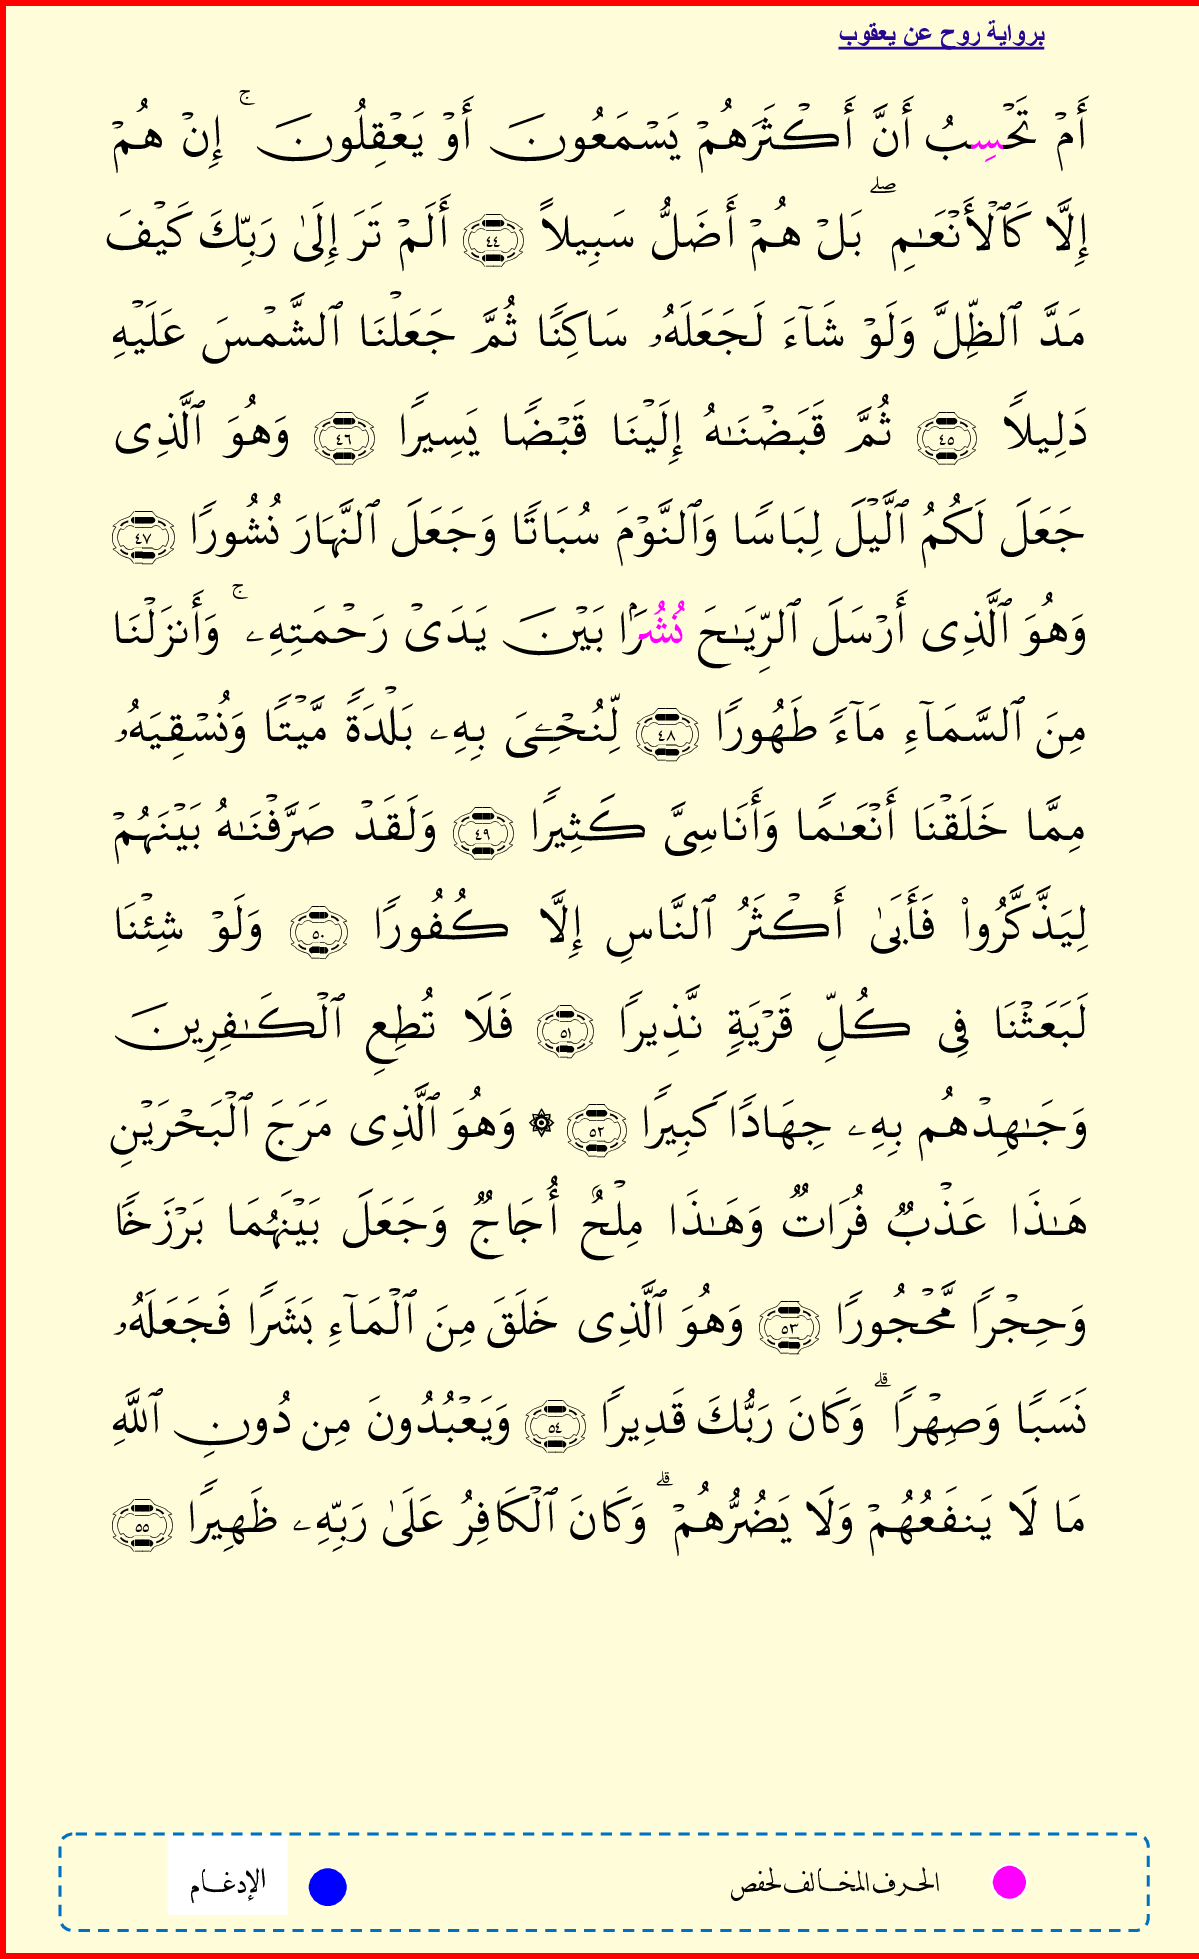 برواية روح عن يعقوب
أَمۡ تَحۡسِبُ أَنَّ أَكۡثَرَهُمۡ يَسۡمَعُونَ أَوۡ يَعۡقِلُونَۚ إِنۡ هُمۡ
إِلَّا كَٱلۡأَنۡعَٰمِۖ بَلۡ هُمۡ أَضَلُّ سَبِيلًا ٤٤ أَلَمۡ تَرَ إِلَىٰ رَبِّكَ كَيۡفَ
مَدَّ ٱلظِّلَّ وَلَوۡ شَآءَ لَجَعَلَهُۥ سَاكِنٗا ثُمَّ جَعَلۡنَا ٱلشَّمۡسَ عَلَيۡهِ
دَلِيلٗا ٤٥ ثُمَّ قَبَضۡنَٰهُ إِلَيۡنَا قَبۡضٗا يَسِيرٗا ٤٦ وَهُوَ ٱلَّذِي
جَعَلَ لَكُمُ ٱلَّيۡلَ لِبَاسٗا وَٱلنَّوۡمَ سُبَاتٗا وَجَعَلَ ٱلنَّهَارَ نُشُورٗا ٤٧
وَهُوَ ٱلَّذِي أَرۡسَلَ ٱلرِّيَٰحَ نُشُرَۢا بَيۡنَ يَدَيۡ رَحۡمَتِهِۦۚ وَأَنزَلۡنَا
مِنَ ٱلسَّمَآءِ مَآءٗ طَهُورٗا ٤٨ لِّنُحۡـِۧيَ بِهِۦ بَلۡدَةٗ مَّيۡتٗا وَنُسۡقِيَهُۥ
مِمَّا خَلَقۡنَا أَنۡعَٰمٗا وَأَنَاسِيَّ كَثِيرٗا ٤٩ وَلَقَدۡ صَرَّفۡنَٰهُ بَيۡنَهُمۡ
لِيَذَّكَّرُواْ فَأَبَىٰ أَكۡثَرُ ٱلنَّاسِ إِلَّا كُفُورٗا ٥٠ وَلَوۡ شِئۡنَا
لَبَعَثۡنَا فِي كُلِّ قَرۡيَةٖ نَّذِيرٗا ٥١ فَلَا تُطِعِ ٱلۡكَٰفِرِينَ
وَجَٰهِدۡهُم بِهِۦ جِهَادٗا كَبِيرٗا ٥٢ ۞ وَهُوَ ٱلَّذِي مَرَجَ ٱلۡبَحۡرَيۡنِ
هَٰذَا عَذۡبٞ فُرَاتٞ وَهَٰذَا مِلۡحٌ أُجَاجٞ وَجَعَلَ بَيۡنَهُمَا بَرۡزَخٗا
وَحِجۡرٗا مَّحۡجُورٗا ٥٣ وَهُوَ ٱلَّذِي خَلَقَ مِنَ ٱلۡمَآءِ بَشَرٗا فَجَعَلَهُۥ
نَسَبٗا وَصِهۡرٗاۗ وَكَانَ رَبُّكَ قَدِيرٗا ٥٤ وَيَعۡبُدُونَ مِن دُونِ ٱللَّهِ
مَا لَا يَنفَعُهُمۡ وَلَا يَضُرُّهُمۡۗ وَكَانَ ٱلۡكَافِرُ عَلَىٰ رَبِّهِۦ ظَهِيرٗا ٥٥
الحرف المخالف لحفص
الإدغام